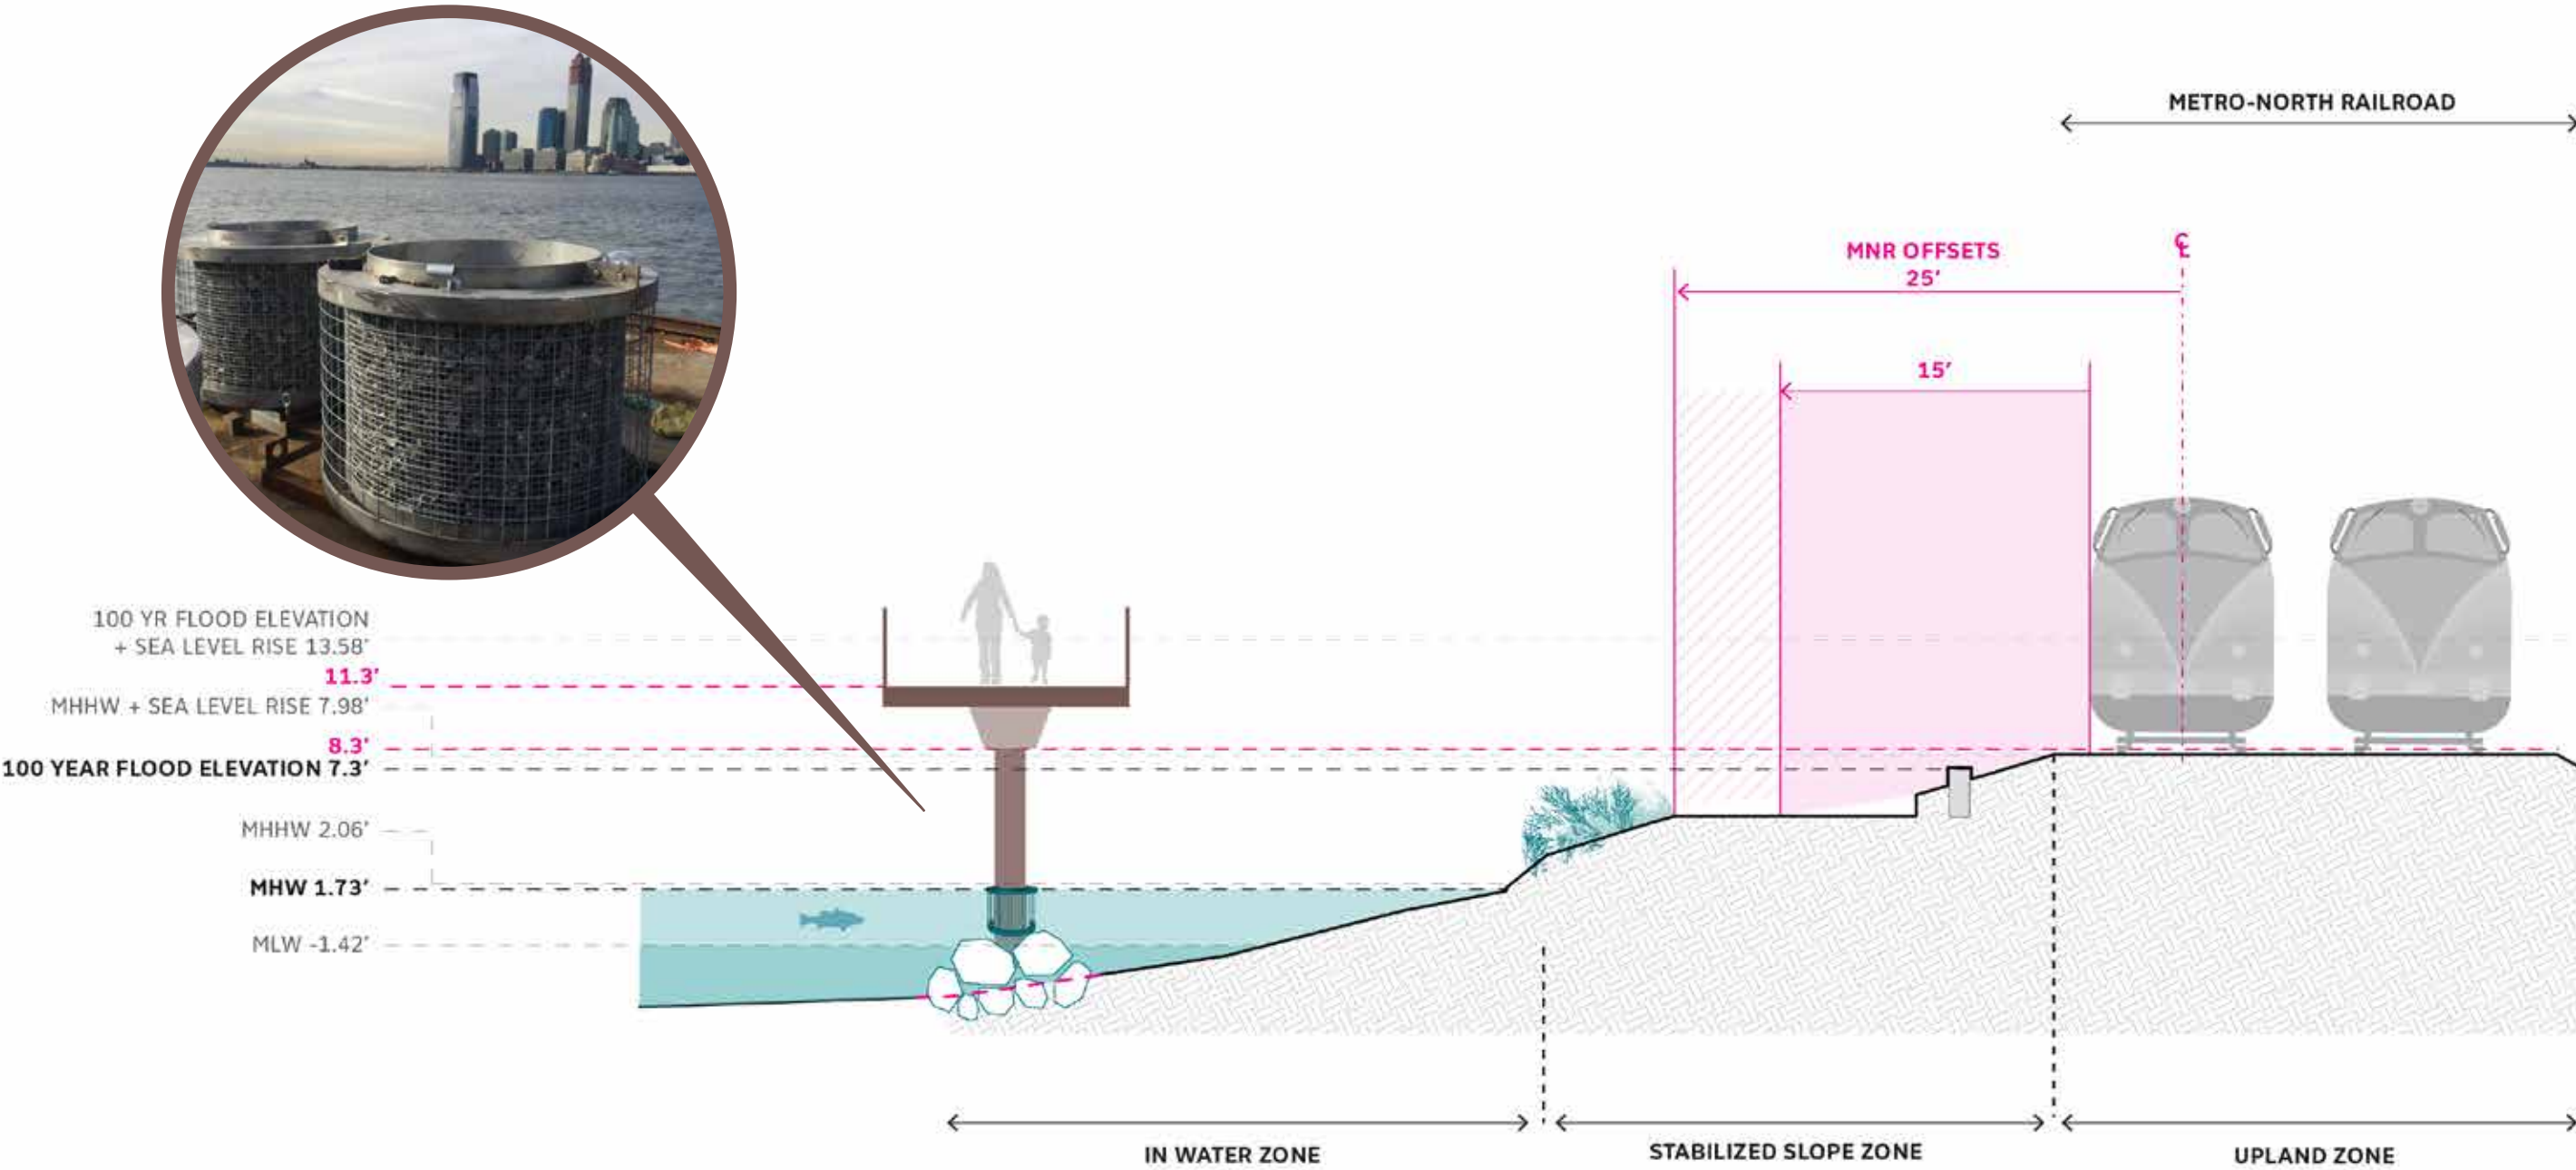 METRO-NORTH RAILROAD
MNR OFFSETS
25'
℄
15'
100 YR FLOOD ELEVATION
+ SEA LEVEL RISE 13.58'
11.3'
MHHW + SEA LEVEL RISE 7.98'
8.3'
100 YEAR FLOOD ELEVATION 7.3'
MHHW 2.06'
MHW 1.73'
MLW -1.42'
IN WATER ZONE
STABILIZED SLOPE ZONE
UPLAND ZONE